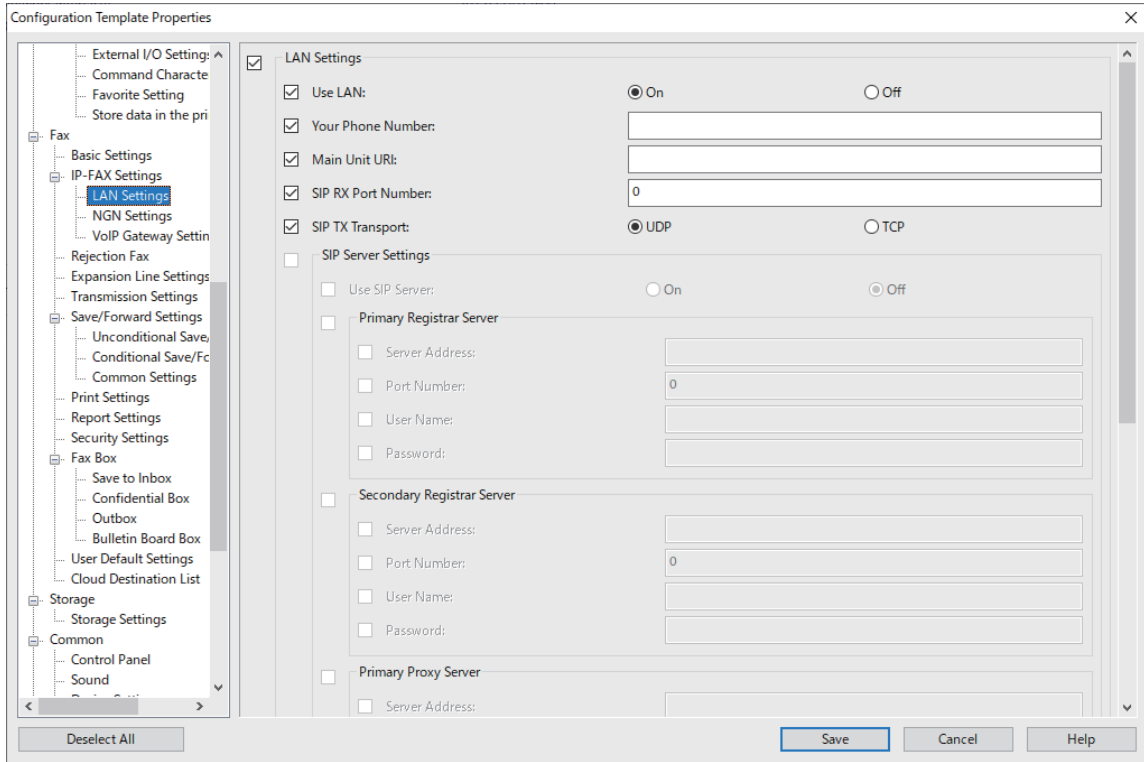 Configuration Template Properties
External I/O Setting
Command Characte
Favorite Setting
Store data in the pri
Fax
Basic Settings
IP-FAX Settings
LAN Settings
NGN Settings
VoIP Gateway Settin
Rejection Fax
Expansion Line Settings
Transmission Settings
Save/Forward Settings
Unconditional Save/
Conditional Save/Fo
Common Settings
Print Settings
Report Settings
Security Settings
Fax Box
Save to Inbox
Confidential Box
Outbox
Bulletin Board Box
User Default Settings
Cloud Destination List
Storage
Storage Settings
Common
Control Panel
Sound
LAN Settings
Use LAN: On Off
Your Phone Number:
Main Unit URI:
SIP RX Port Number: 0
SIP TX Transport: UDP TCP
SIP Server Settings
Use SIP Server: On Off
Primary Registrar Server
Server Address:
Port Number: 0
User Name:
Password:
Secondary Registrar Server
Server Address:
Port Number: 0
User Name:
Password:
Primary Proxy Server
Server Address:
Deselect All Save Cancel Help